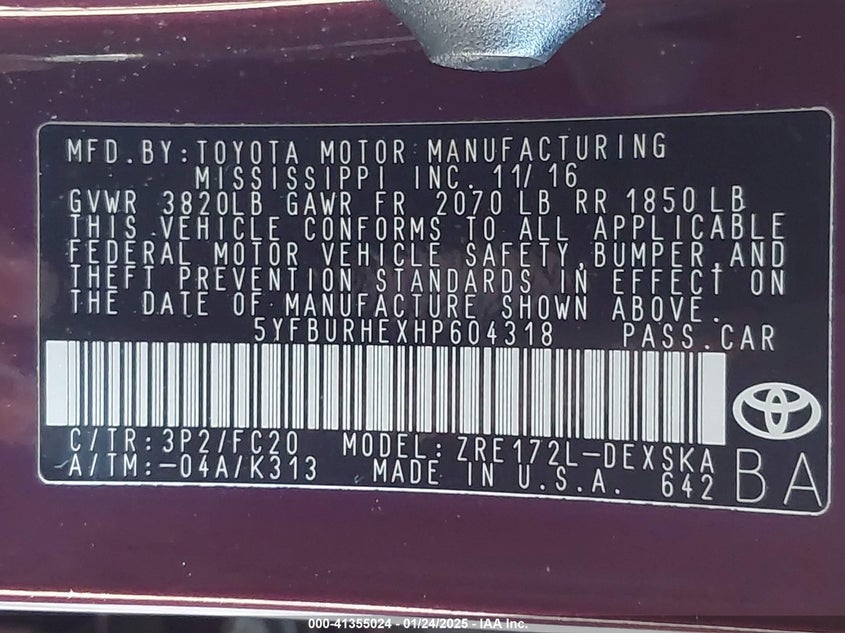 MFD.BY:TOYOTA MOTOR MANUFACTURING
MISSISSIPPI INC. 11/16
GVWR 3820LB GAWR FR 2070 LB RR 1850 LB
THIS VEHICLE CONFORMS TO ALL APPLICABLE
FEDERAL MOTOR VEHICLE SAFETY,BUMPER,AND
THEFT PREVENTION STANDARDS IN EFFECT ON
THE DATE OF MANUFACTURE SHOWN ABOVE.
5YFBURHEXHP604318 PASS.CAR
C/TR:3P2/FC20 MODEL:ZRE172L-DEXSKA
A/TM:-04A/K313 MADE IN U.S.A. 642 BA
000-41355024 - 01/24/2025 - IAA Inc.